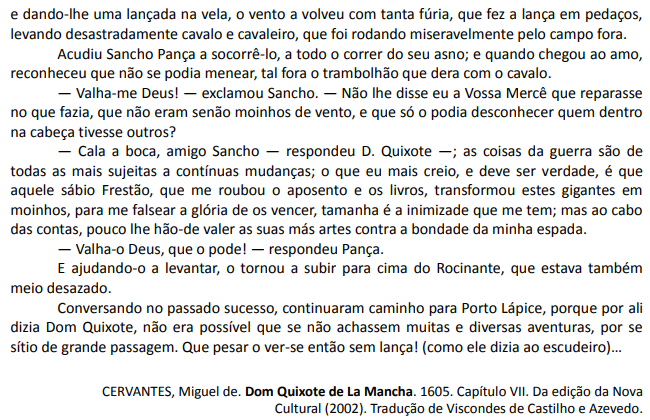 e dando-lhe uma lançada na vela, o vento a volveu com tanta fúria, que fez a lança em pedaços,
levando desastradamente cavalo e cavaleiro, que foi rodando miseravelmente pelo campo fora.
Acudiu Sancho Pança a socorrê-lo, a todo o correr do seu asno; e quando chegou ao amo,
reconheceu que não se podia menear, tal fora o trambolhão que dera com o cavalo.
— Valha-me Deus! — exclamou Sancho. — Não lhe disse eu a Vossa Mercê que reparasse
no que fazia, que não eram senão moinhos de vento, e que só o podia desconhecer quem dentro
na cabeça tivesse outros?
— Cala a boca, amigo Sancho — respondeu D. Quixote —; as coisas da guerra são de
todas as mais sujeitas a contínuas mudanças; o que eu mais creio, e deve ser verdade, é que
aquele sábio Frestão, que me roubou o aposento e os livros, transformou estes gigantes em
moinhos, para me falsear a glória de os vencer, tamanha é a inimizade que me tem; mas ao cabo
das contas, pouco lhe hão-de valer as suas más artes contra a bondade da minha espada.
— Valha-o Deus, que o pode! — respondeu Pança.
E ajudando-o a levantar, o tornou a subir para cima do Rocinante, que estava também
meio desazado.
Conversando no passado sucesso, continuaram caminho para Porto Lápice, porque por ali
dizia Dom Quixote, não era possível que se não achassem muitas e diversas aventuras, por se
sítio de grande passagem. Que pesar o ver-se então sem lança! (como ele dizia ao escudeiro)...
CERVANTES, Miguel de. Dom Quixote de La Mancha. 1605. Capítulo VII. Da edição da Nova
Cultural (2002). Tradução de Viscondes de Castilho e Azevedo.